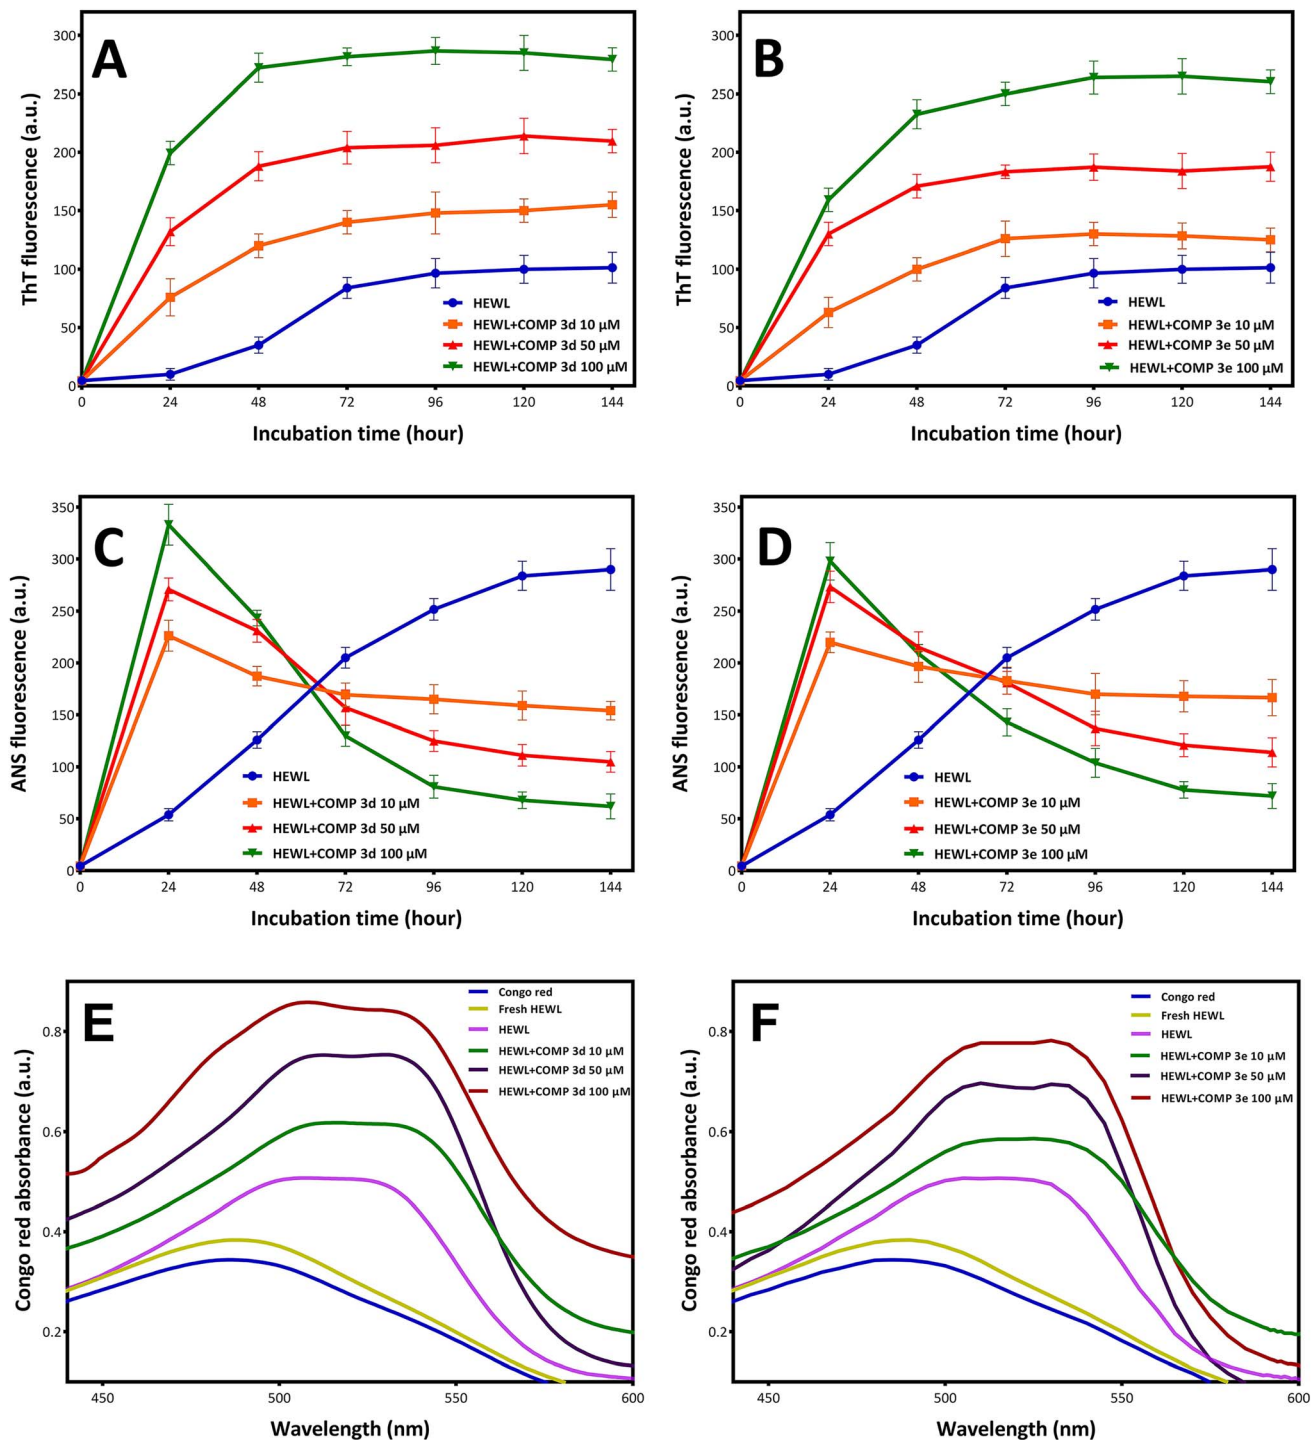 A
ThT fluorescence (a.u.)
300
250
200
150
100
50
0
0 24 48 72 96 120 144
Incubation time (hour)
HEWL
HEWL+COMP 3d 10 μM
HEWL+COMP 3d 50 μM
HEWL+COMP 3d 100 μM
B
ThT fluorescence (a.u.)
300
250
200
150
100
50
0
0 24 48 72 96 120 144
Incubation time (hour)
HEWL
HEWL+COMP 3e 10 μM
HEWL+COMP 3e 50 μM
HEWL+COMP 3e 100 μM
C
ANS fluorescence (a.u.)
350
300
250
200
150
100
50
0
0 24 48 72 96 120 144
Incubation time (hour)
HEWL
HEWL+COMP 3d 10 μM
HEWL+COMP 3d 50 μM
HEWL+COMP 3d 100 μM
D
ANS fluorescence (a.u.)
350
300
250
200
150
100
50
0
0 24 48 72 96 120 144
Incubation time (hour)
HEWL
HEWL+COMP 3e 10 μM
HEWL+COMP 3e 50 μM
HEWL+COMP 3e 100 μM
E
Congo red absorbance (a.u.)
0.8
0.6
0.4
0.2
450 500 550 600
Wavelength (nm)
Congo red
Fresh HEWL
HEWL
HEWL+COMP 3d 10 μM
HEWL+COMP 3d 50 μM
HEWL+COMP 3d 100 μM
F
Congo red absorbance (a.u.)
0.8
0.6
0.4
0.2
450 500 550 600
Wavelength (nm)
Congo red
Fresh HEWL
HEWL
HEWL+COMP 3e 10 μM
HEWL+COMP 3e 50 μM
HEWL+COMP 3e 100 μM